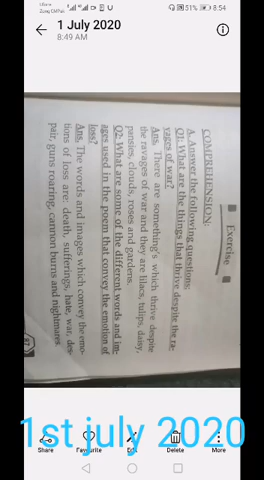 51% 8:54
1 July 2020
8:49 AM
Exercise
COMPREHENSION:
A. Answer the following questions:
Q1: What are the things that thrive despite the ra-
vages of war?
Ans. There are something's which thrive despite
the ravages of war and they are lilacs, tulips, daisy,
pansies, clouds, roses and gardens.
Q2: What are some of the different words and im-
ages used in the poem that convey the emotion of
loss?
Ans. The words and images which convey the emo-
tions of loss are: death, sufferings, hate, war, des-
pair, guns roaring, cannon burns and nightmares
1st july 2020
Share Favourite Edit Delete More